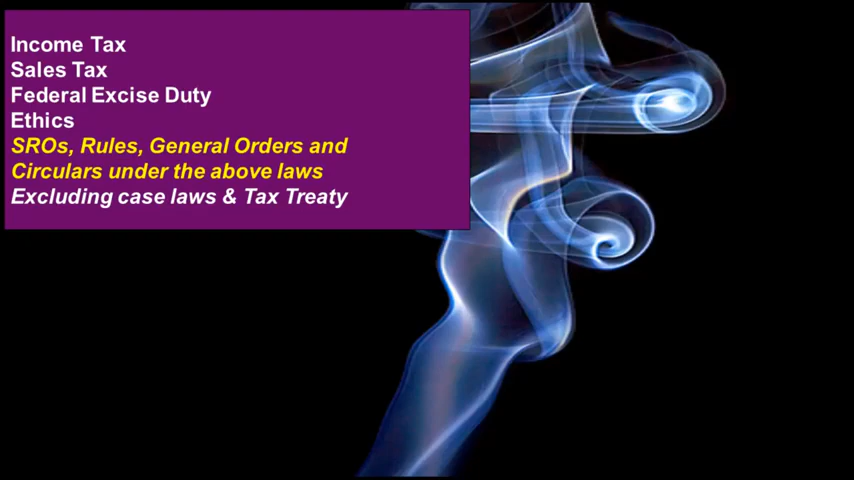 Income Tax
Sales Tax
Federal Excise Duty
Ethics
SROs, Rules, General Orders and
Circulars under the above laws
Excluding case laws & Tax Treaty